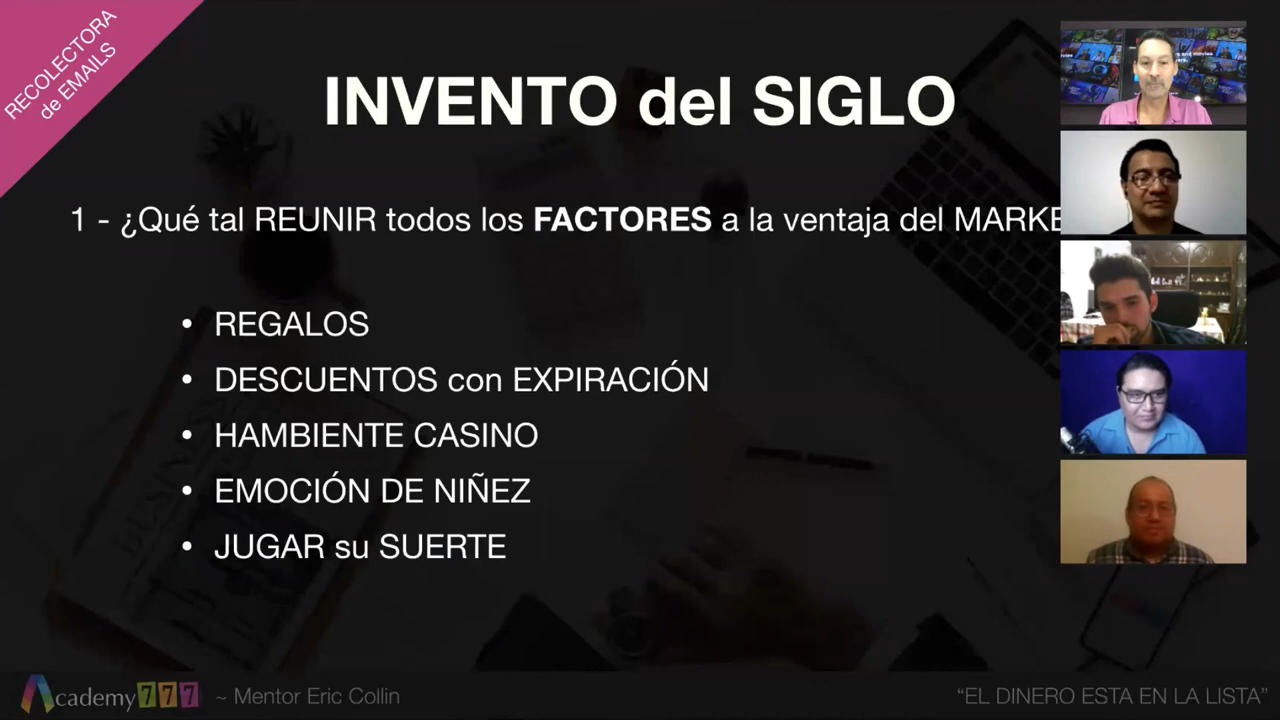 RECOLECTORA
de EMAILS
INVENTO del SIGLO
1 - ¿Qué tal REUNIR todos los FACTORES a la ventaja del MARKE
• REGALOS
• DESCUENTOS con EXPIRACIÓN
• HAMBIENTE CASINO
• EMOCIÓN DE NIÑEZ
• JUGAR su SUERTE
Academy777 ~ Mentor Eric Collin
“EL DINERO ESTA EN LA LISTA”